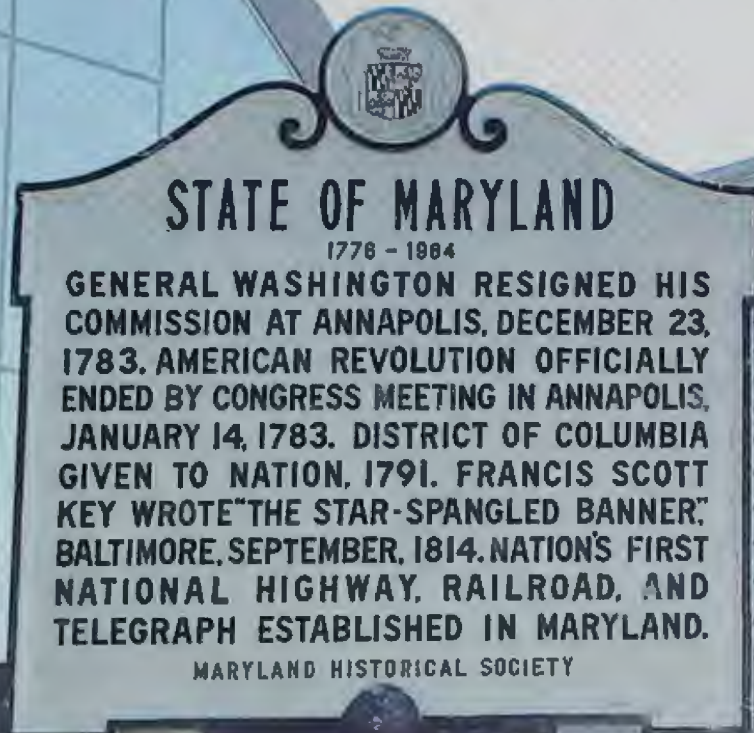 STATE OF MARYLAND
1776 - 1964
GENERAL WASHINGTON RESIGNED HIS
COMMISSION AT ANNAPOLIS, DECEMBER 23,
1783. AMERICAN REVOLUTION OFFICIALLY
ENDED BY CONGRESS MEETING IN ANNAPOLIS,
JANUARY 14, 1783. DISTRICT OF COLUMBIA
GIVEN TO NATION, 1791. FRANCIS SCOTT
KEY WROTE "THE STAR-SPANGLED BANNER,"
BALTIMORE, SEPTEMBER, 1814. NATION'S FIRST
NATIONAL HIGHWAY, RAILROAD, AND
TELEGRAPH ESTABLISHED IN MARYLAND.
MARYLAND HISTORICAL SOCIETY